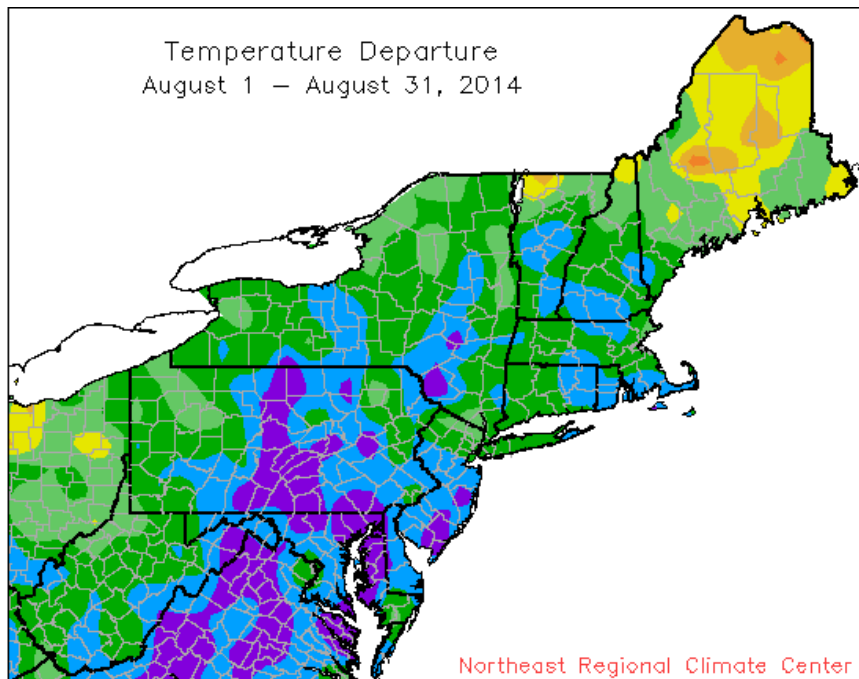 Temperature Departure
August 1 – August 31, 2014
Northeast Regional Climate Center